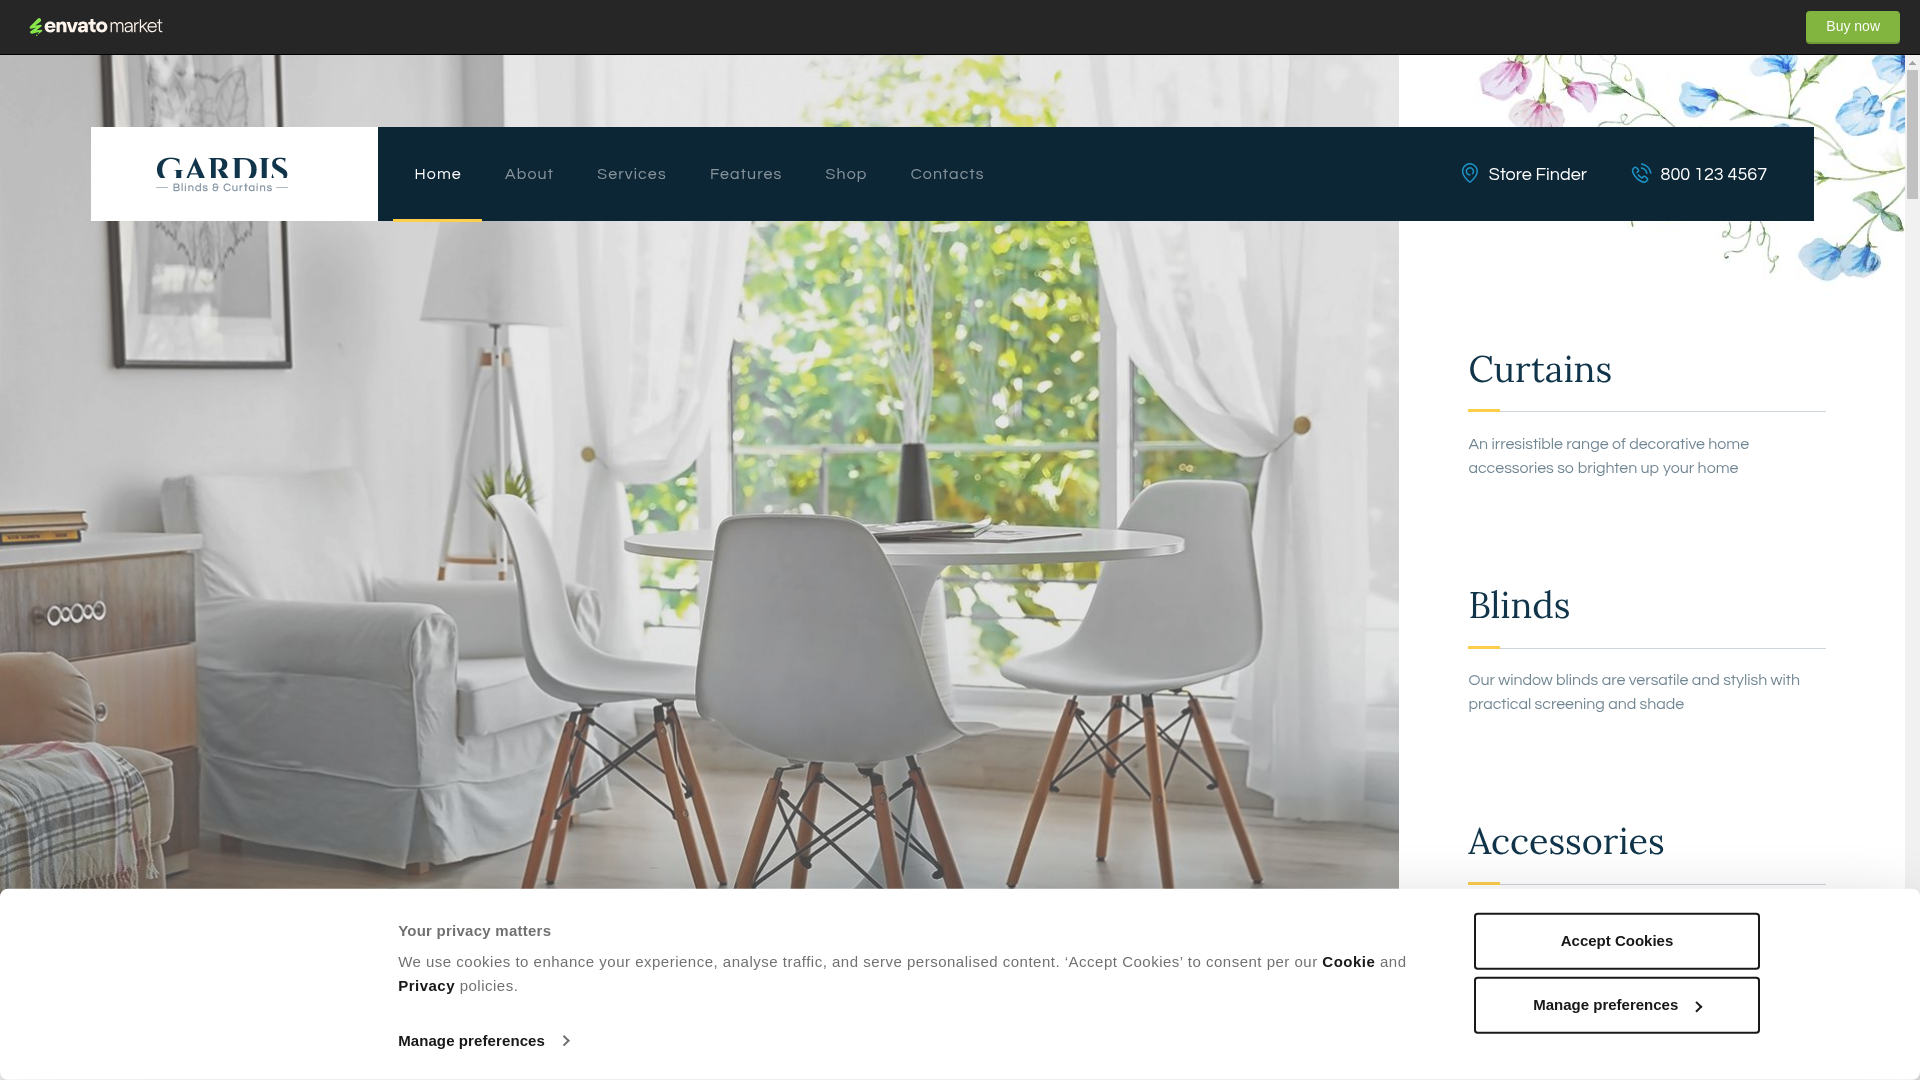 envato market
Buy now
GARDIS
Blinds & Curtains
Home
About
Services
Features
Shop
Contacts
Store Finder
800 123 4567
Curtains
An irresistible range of decorative home
accessories so brighten up your home
Blinds
Our window blinds are versatile and stylish with
practical screening and shade
Accessories
Your privacy matters
We use cookies to enhance your experience, analyse traffic, and serve personalised content. ‘Accept Cookies’ to consent per our Cookie and
Privacy policies.
Manage preferences
Accept Cookies
Manage preferences